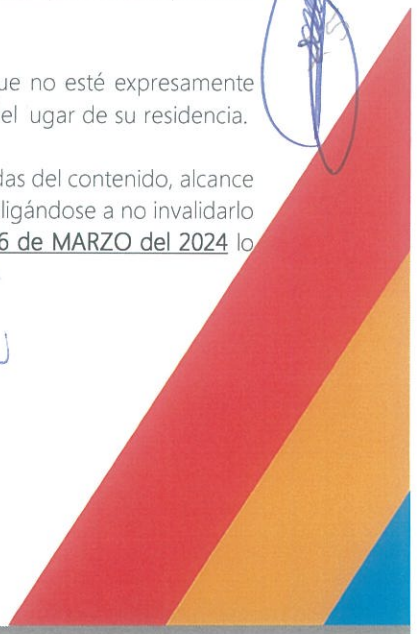 ue no esté expresamente
el ugar de su residencia.
das del contenido, alcance
ligándose a no invalidarlo
6 de MARZO del 2024 lo